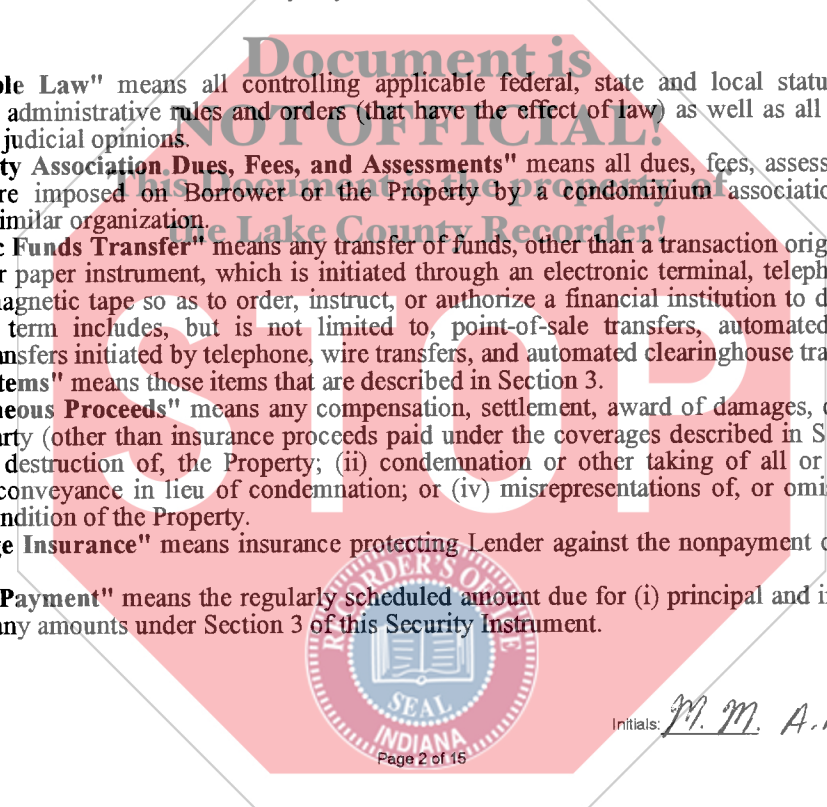 Document is
ole Law" means all controlling applicable federal, state and local statu
administrative rules and orders (that have the effect of law) as well as all
judicial opinions.
NOT OFFICIAL!
ty Association Dues, Fees, and Assessments" means all dues, fees, assess
re imposed on Borrower or the Property by a condominium associatio
imilar organization.
This Document is the property of
the Lake County Recorder!
c Funds Transfer" means any transfer of funds, other than a transaction orig
r paper instrument, which is initiated through an electronic terminal, teleph
nagnetic tape so as to order, instruct, or authorize a financial institution to d
term includes, but is not limited to, point-of-sale transfers, automated
ansfers initiated by telephone, wire transfers, and automated clearinghouse tra
tems" means those items that are described in Section 3.
neous Proceeds" means any compensation, settlement, award of damages, o
arty (other than insurance proceeds paid under the coverages described in S
destruction of, the Property; (ii) condemnation or other taking of all or
conveyance in lieu of condemnation; or (iv) misrepresentations of, or omis
ndition of the Property.
STOP
ge Insurance" means insurance protecting Lender against the nonpayment o
Payment" means the regularly scheduled amount due for (i) principal and i
any amounts under Section 3 of this Security Instrument.
RECORDER'S OFFICE
SEAL
INDIANA
Initials: M. M. A.
Page 2 of 15